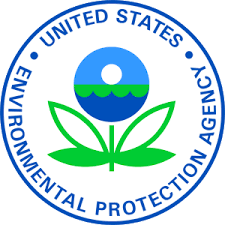 UNITED STATES
ENVIRONMENTAL PROTECTION AGENCY